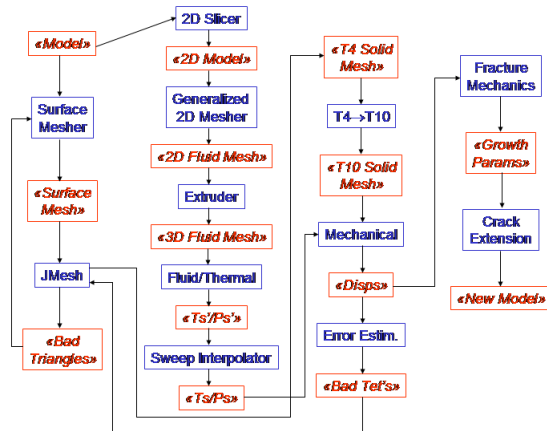 «Model»
Surface
Mesher
«Surface
Mesh»
JMesh
«Bad
Triangles»
2D Slicer
«2D Model»
Generalized
2D Mesher
«2D Fluid Mesh»
Extruder
«3D Fluid Mesh»
Fluid/Thermal
«Ts'/Ps'»
Sweep Interpolator
«Ts/Ps»
«T4 Solid
Mesh»
T4↔T10
«T10 Solid
Mesh»
Mechanical
«Disps»
Error Estim.
«Bad Tet's»
Fracture
Mechanics
«Growth
Params»
Crack
Extension
«New Model»